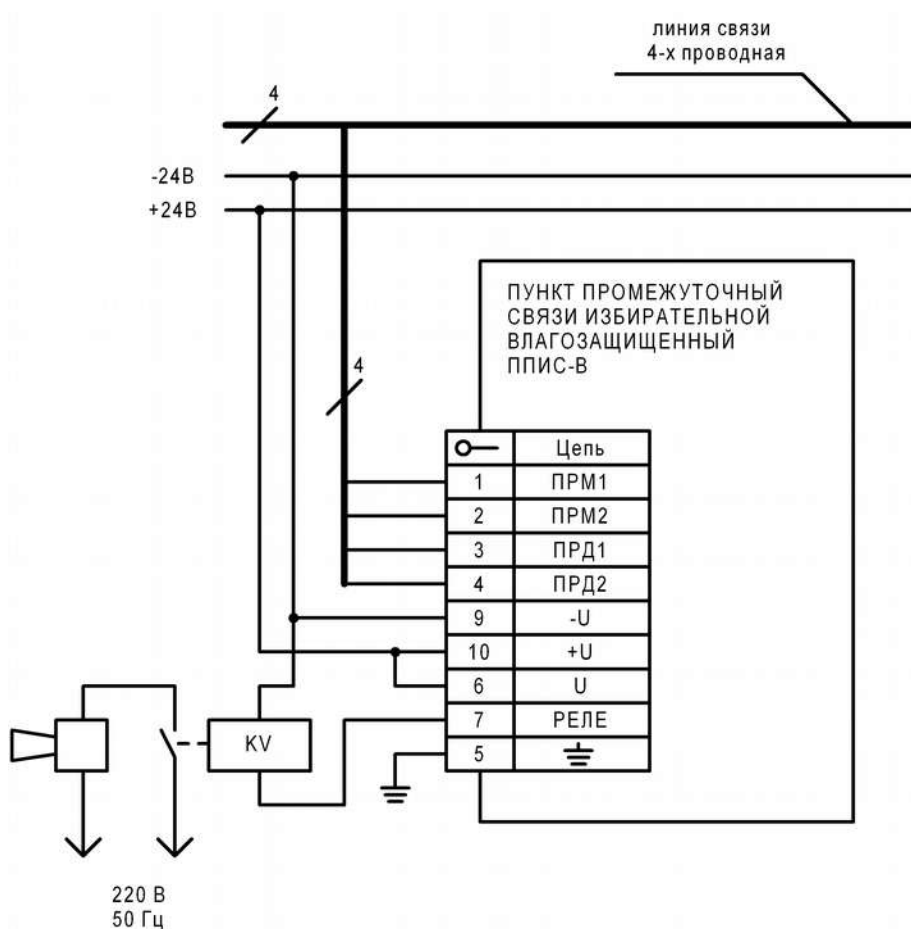 линия связи
4-х проводная
4
-24В
+24В
ПУНКТ ПРОМЕЖУТОЧНЫЙ
СВЯЗИ ИЗБИРАТЕЛЬНОЙ
ВЛАГОЗАЩИЩЕННЫЙ
ППИС-В
4
Цепь
1 ПРМ1
2 ПРМ2
3 ПРД1
4 ПРД2
9 -U
10 +U
6 U
7 РЕЛЕ
5
KV
220 В
50 Гц